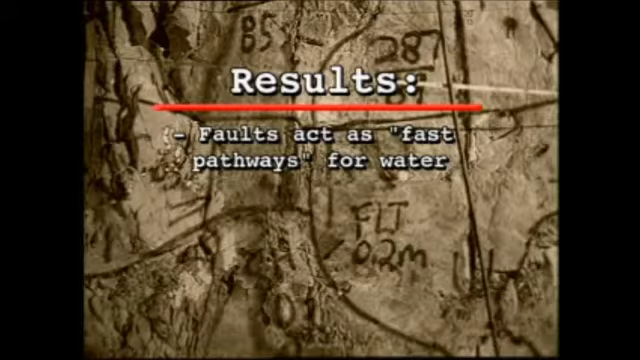 85
287
Results:
- Faults act as "fast
pathways" for water
FLT
0.2m